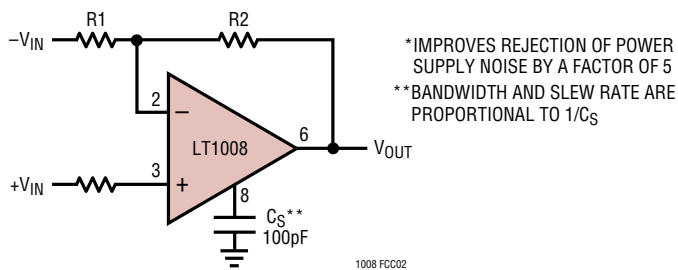 R1
R2
−VIN
*IMPROVES REJECTION OF POWER
SUPPLY NOISE BY A FACTOR OF 5
**BANDWIDTH AND SLEW RATE ARE
PROPORTIONAL TO 1/CS
2
−
LT1008
6
VOUT
+VIN
3
+
8
CS**
100pF
1008 FCC02